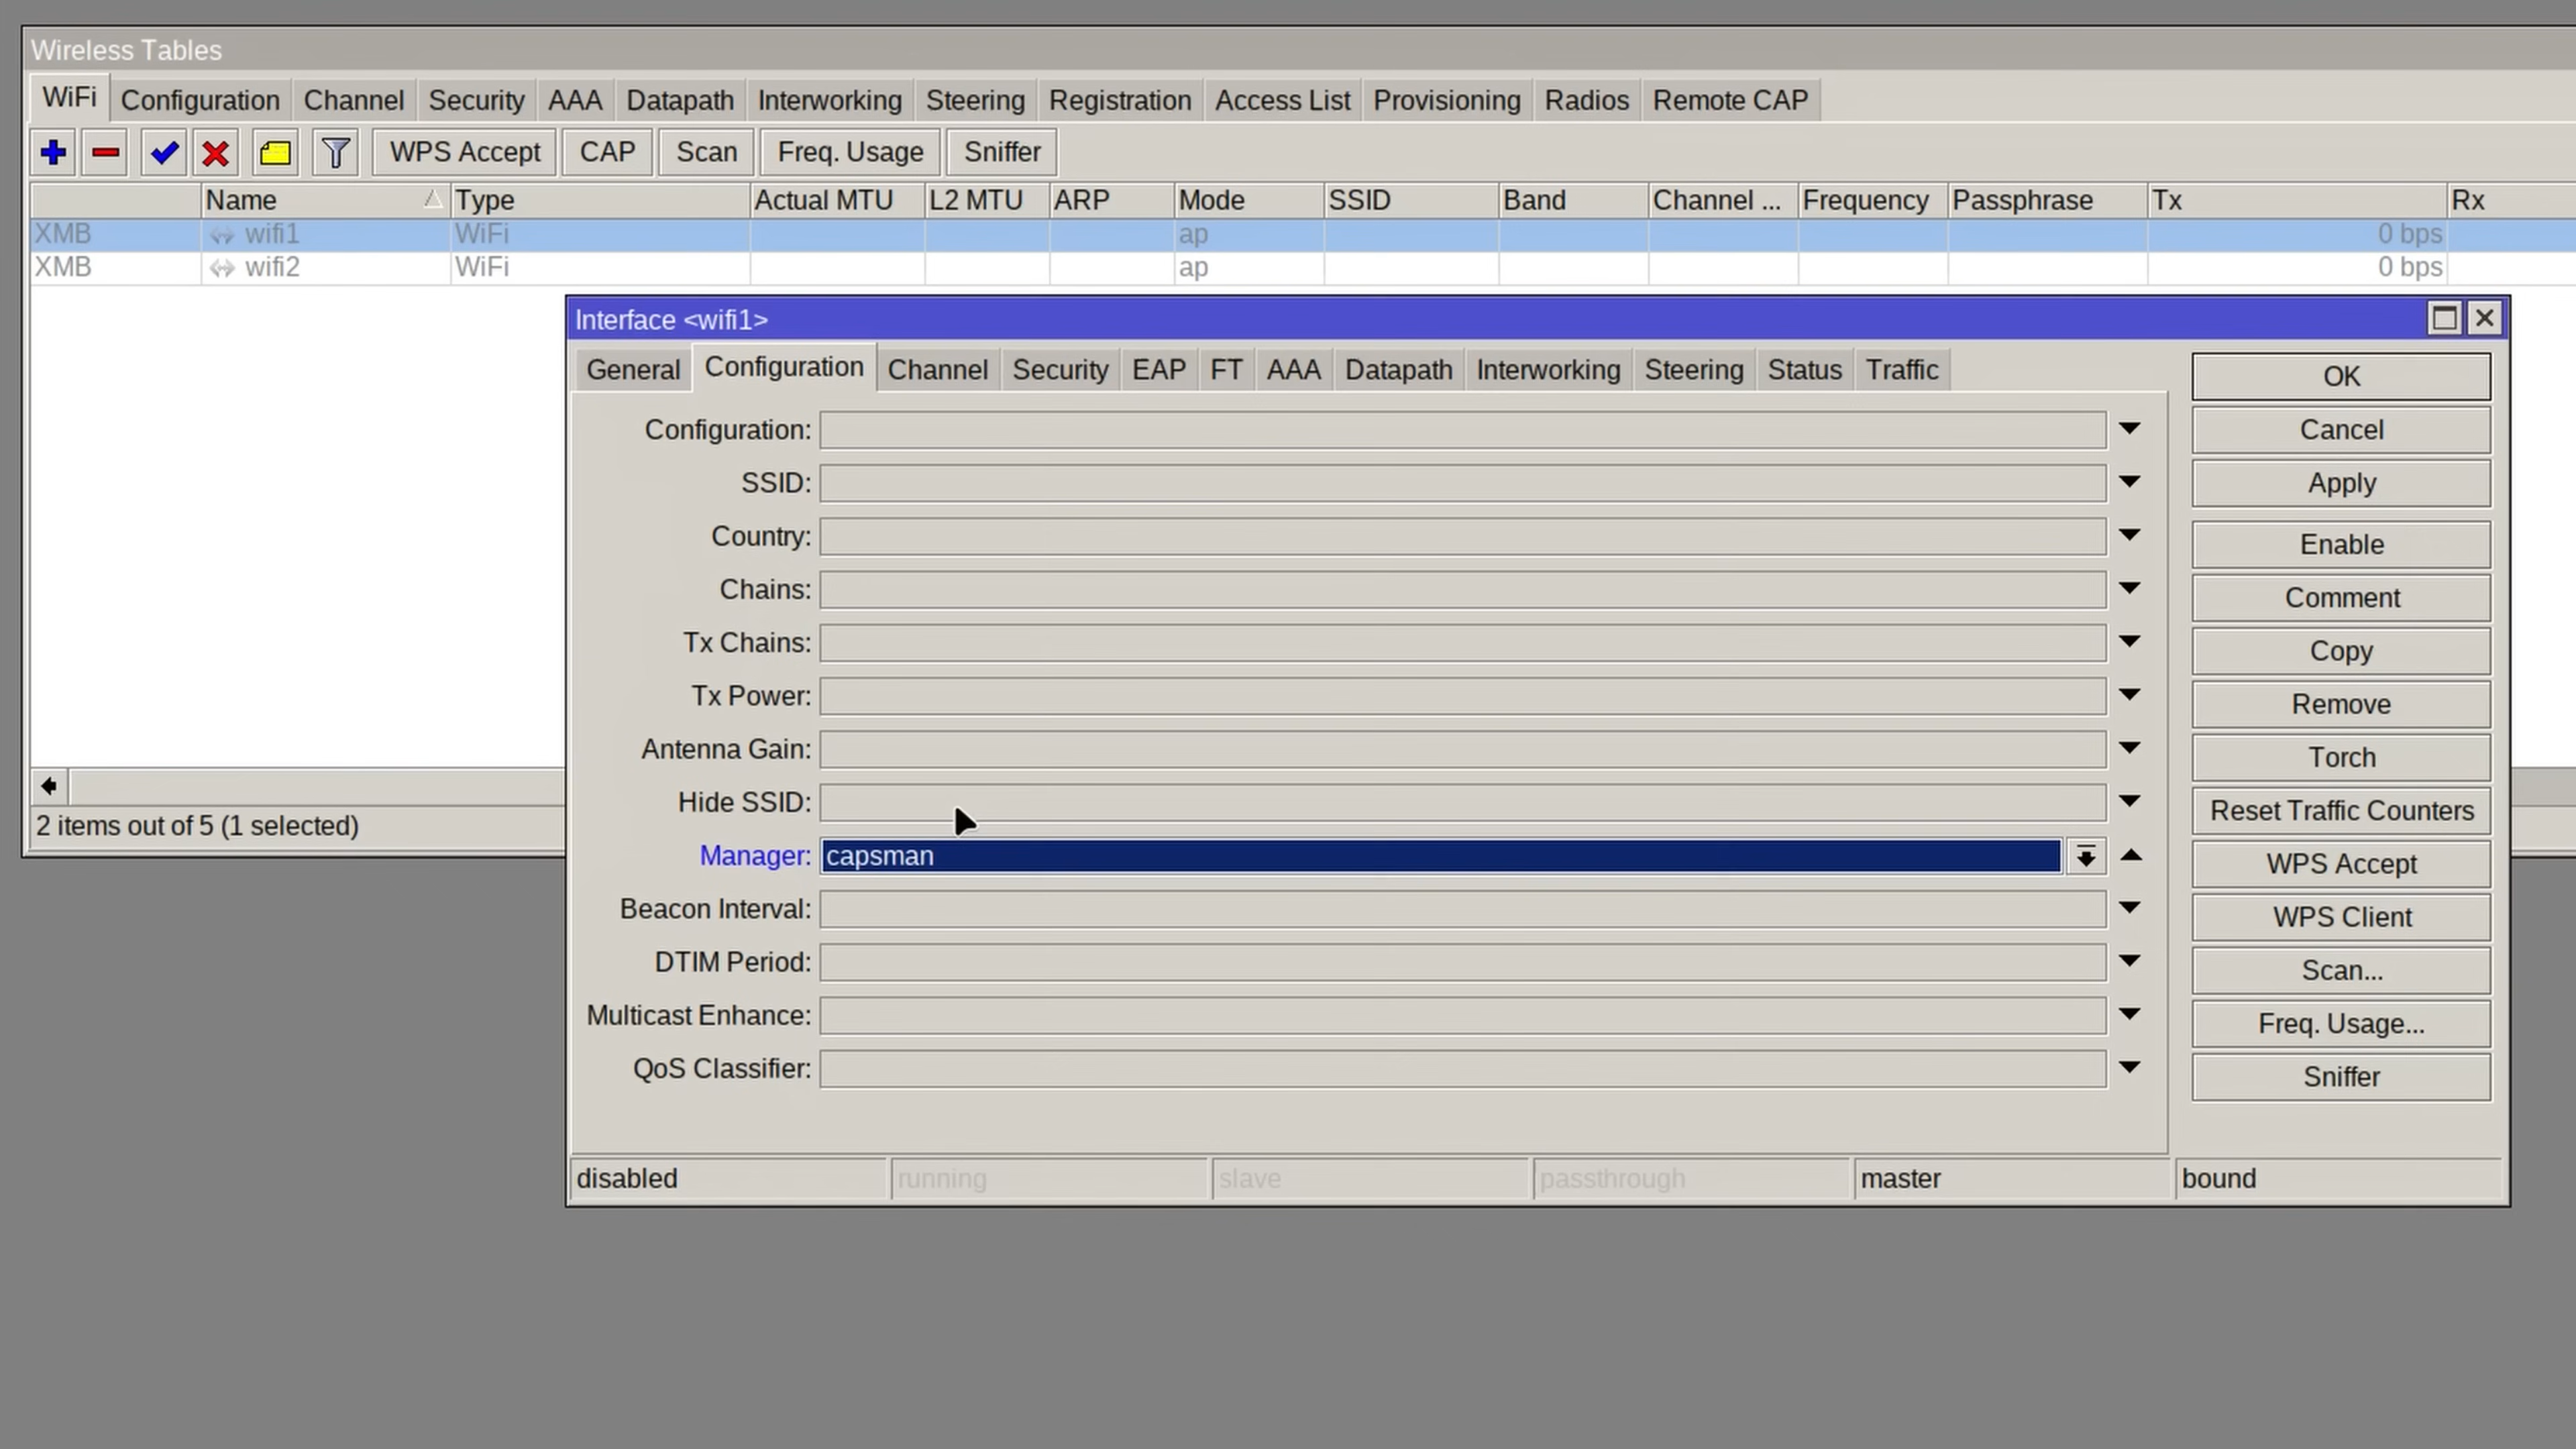 Wireless Tables
WiFi Configuration Channel Security AAA Datapath Interworking Steering Registration Access List Provisioning Radios Remote CAP
WPS Accept CAP Scan Freq. Usage Sniffer
Name Type Actual MTU L2 MTU ARP Mode SSID Band Channel ... Frequency Passphrase Tx Rx
XMB wifi1 WiFi ap 0 bps
XMB wifi2 WiFi ap 0 bps
Interface <wifi1>
General Configuration Channel Security EAP FT AAA Datapath Interworking Steering Status Traffic
Configuration:
SSID:
Country:
Chains:
Tx Chains:
Tx Power:
Antenna Gain:
Hide SSID:
Manager: capsman
Beacon Interval:
DTIM Period:
Multicast Enhance:
QoS Classifier:
OK
Cancel
Apply
Enable
Comment
Copy
Remove
Torch
Reset Traffic Counters
WPS Accept
WPS Client
Scan...
Freq. Usage...
Sniffer
disabled running slave passthrough master bound
2 items out of 5 (1 selected)